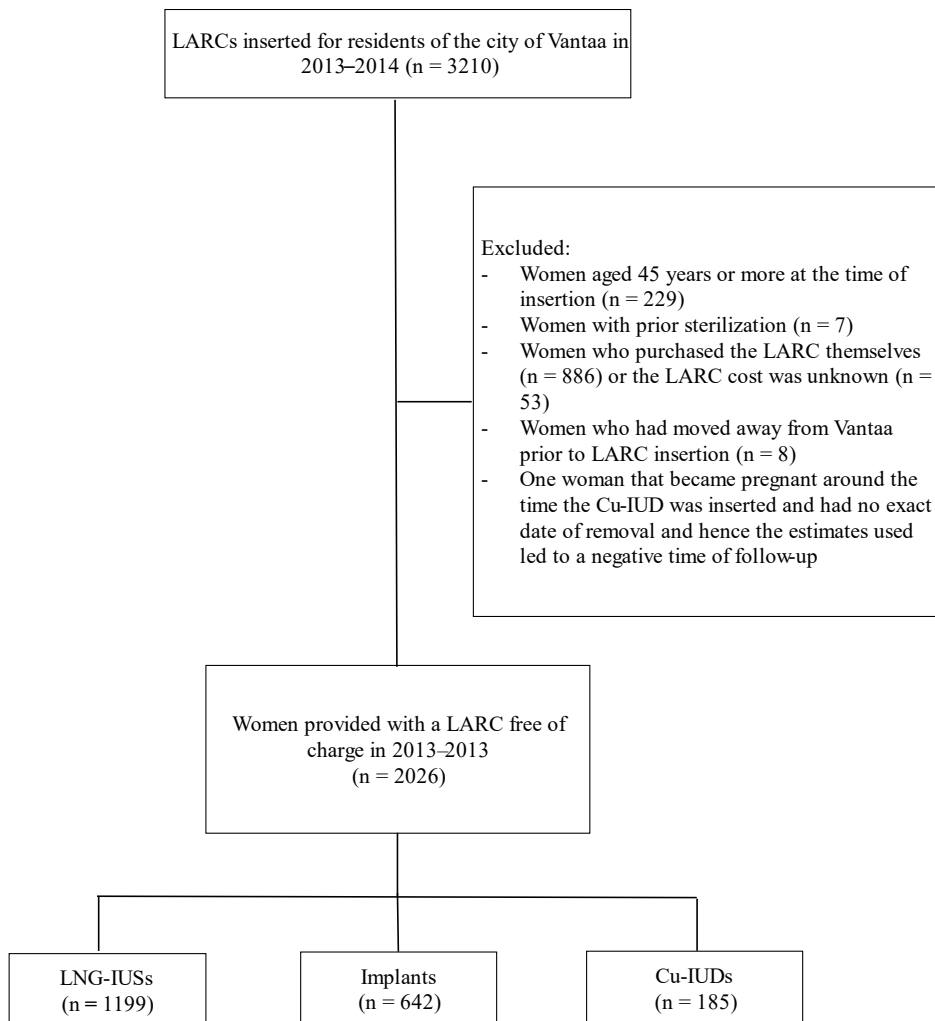 LARCs inserted for residents of the city of Vantaa in
2013–2014 (n = 3210)
Excluded:
- Women aged 45 years or more at the time of
insertion (n = 229)
- Women with prior sterilization (n = 7)
- Women who purchased the LARC themselves
(n = 886) or the LARC cost was unknown (n =
53)
- Women who had moved away from Vantaa
prior to LARC insertion (n = 8)
- One woman that became pregnant around the
time the Cu-IUD was inserted and had no exact
date of removal and hence the estimates used
led to a negative time of follow-up
Women provided with a LARC free of
charge in 2013–2013
(n = 2026)
LNG-IUSs
(n = 1199)
Implants
(n = 642)
Cu-IUDs
(n = 185)